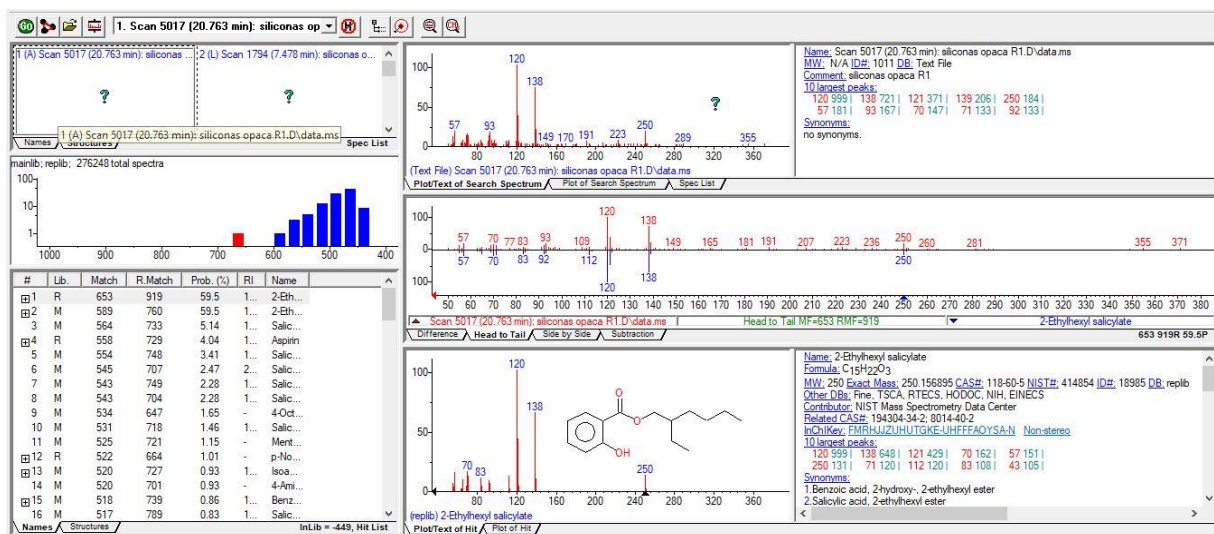 1. Scan 5017 (20.763 min): siliconas op
1 (A) Scan 5017 (20.763 min): siliconas ...
2 (L) Scan 1794 (7.478 min): siliconas o...
?
?
1 (A) Scan 5017 (20.763 min): siliconas opaca R1.D\data.ms
Names Structures Spec List
mainlib; replib; 276248 total spectra
100
10
1
1000 900 800 700 600 500 400
# Lib. Match R.Match Prob. (%) RI Name
1 R 653 919 59.5 1... 2-Eth...
2 M 589 760 59.5 1... 2-Eth...
3 M 564 733 5.14 1... Salic...
4 R 558 729 4.04 1... Aspirin
5 M 554 748 3.41 1... Salic...
6 M 545 707 2.47 2... Salic...
7 M 543 749 2.28 1... Salic...
8 M 543 704 2.28 1... Salic...
9 M 534 647 1.65 - 4-Oct...
10 M 531 718 1.46 1... Salic...
11 M 525 721 1.15 - Ment...
12 R 522 664 1.01 - p-No...
13 M 520 727 0.93 1... Isoa...
14 M 520 701 0.93 - 4-Ami...
15 M 518 739 0.86 1... Benz...
16 M 517 789 0.83 1... Salic...
Names Structures InLib = -449, Hit List
100
50
0
57 93 120 138 149 170 191 223 250 289 355
?
80 120 160 200 240 280 320 360
(Text File) Scan 5017 (20.763 min): siliconas opaca R1.D\data.ms
Plot/Text of Search Spectrum Plot of Search Spectrum Spec List
Name: Scan 5017 (20.763 min): siliconas opaca R1.D\data.ms
MW: N/A ID#: 1011 DB: Text File
Comment: siliconas opaca R1
10 largest peaks:
120 999 | 138 721 | 121 371 | 139 206 | 250 184 |
57 181 | 93 167 | 70 147 | 71 133 | 92 133 |
Synonyms:
no synonyms.
100
0
100
57 70 77 83 93 109 120 138 149 165 181 191 207 223 236 250 260 281 355 371
57 70 83 92 112 120 138 250
50 60 70 80 90 100 110 120 130 140 150 160 170 180 190 200 210 220 230 240 250 260 270 280 290 300 310 320 330 340 350 360 370 380
Scan 5017 (20.763 min): siliconas opaca R1.D\data.ms Head to Tail MF=653 RMF=919 2-Ethylhexyl salicylate
Difference Head to Tail Side by Side Subtraction 653 919R 59.5P
100
50
0
70 83 120 138 250
O
O
OH
80 120 160 200 240 280 320 360
(replib) 2-Ethylhexyl salicylate
Plot/Text of Hit Plot of Hit
Name: 2-Ethylhexyl salicylate
Formula: C15H22O3
MW: 250 Exact Mass: 250.156895 CAS#: 118-60-5 NIST#: 414854 ID#: 18985 DB: replib
Other DBs: Fine, TSCA, RTECS, HODOC, NIH, EINECS
Contributor: NIST Mass Spectrometry Data Center
Related CAS#: 194304-34-2; 8014-40-2
InChIKey: FMRHJJZUHUTGKE-UHFFFAOYSA-N Non-stereo
10 largest peaks:
120 999 | 138 648 | 121 429 | 70 162 | 57 151 |
250 131 | 71 120 | 112 120 | 83 108 | 43 105 |
Synonyms:
1.Benzoic acid, 2-hydroxy-, 2-ethylhexyl ester
2.Salicylic acid, 2-ethylhexyl ester